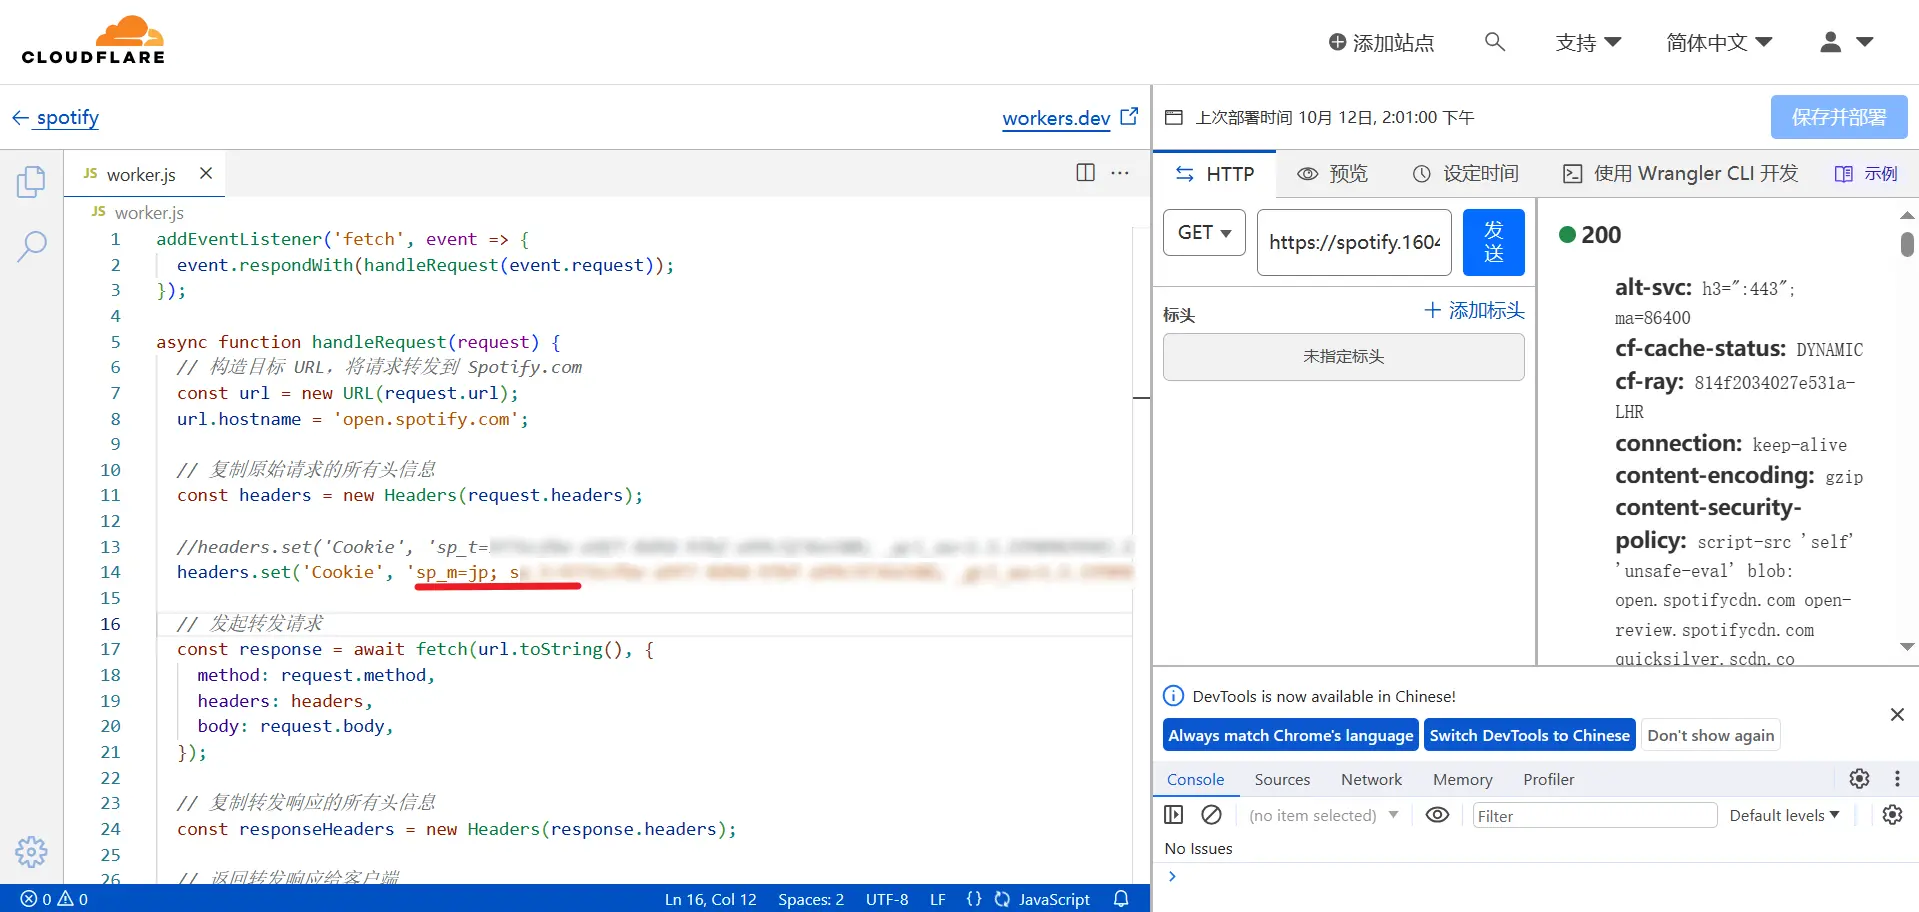 CLOUDFLARE
添加站点
支持
简体中文
spotify
workers.dev
上次部署时间 10月 12日, 2:01:00 下午
保存并部署
JS worker.js
HTTP
预览
设定时间
使用 Wrangler CLI 开发
示例
JS worker.js
1 addEventListener('fetch', event => {
2 event.respondWith(handleRequest(event.request));
3 });
4
5 async function handleRequest(request) {
6 // 构造目标 URL，将请求转发到 Spotify.com
7 const url = new URL(request.url);
8 url.hostname = 'open.spotify.com';
9
10 // 复制原始请求的所有头信息
11 const headers = new Headers(request.headers);
12
13 //headers.set('Cookie', 'sp_t=
14 headers.set('Cookie', 'sp_m=jp; s
15
16 // 发起转发请求
17 const response = await fetch(url.toString(), {
18 method: request.method,
19 headers: headers,
20 body: request.body,
21 });
22
23 // 复制转发响应的所有头信息
24 const responseHeaders = new Headers(response.headers);
25
26 // 返回转发响应给客户端
GET
https://spotify.1604
发送
标头
添加标头
未指定标头
200
alt-svc: h3=":443";
ma=86400
cf-cache-status: DYNAMIC
cf-ray: 814f2034027e531a-
LHR
connection: keep-alive
content-encoding: gzip
content-security-
policy: script-src 'self'
'unsafe-eval' blob:
open.spotifycdn.com open-
review.spotifycdn.com
quicksilver.scdn.co
DevTools is now available in Chinese!
Always match Chrome's language
Switch DevTools to Chinese
Don't show again
Console
Sources
Network
Memory
Profiler
(no item selected)
Filter
Default levels
No Issues
0 0
Ln 16, Col 12
Spaces: 2
UTF-8
LF
{}
JavaScript